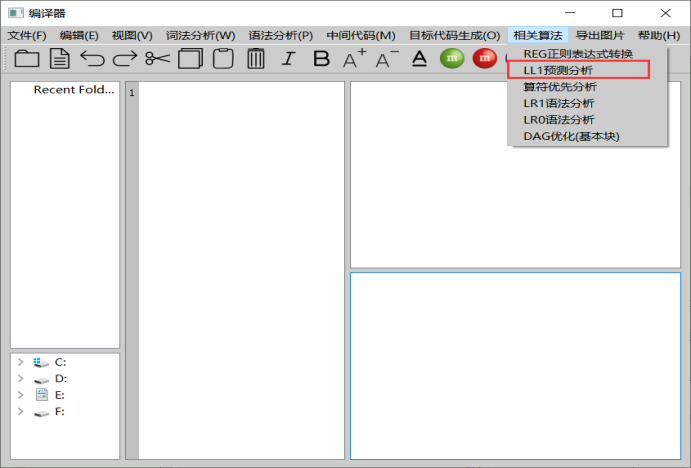 编译器
文件(F) 编辑(E) 视图(V) 词法分析(W) 语法分析(P) 中间代码(M) 目标代码生成(O) 相关算法 导出图片 帮助(H)
I B A+ A- A m m
REG正则表达式转换
LL1预测分析
算符优先分析
LR1语法分析
LR0语法分析
DAG优化(基本块)
Recent Fold...
1
C:
D:
E:
F: